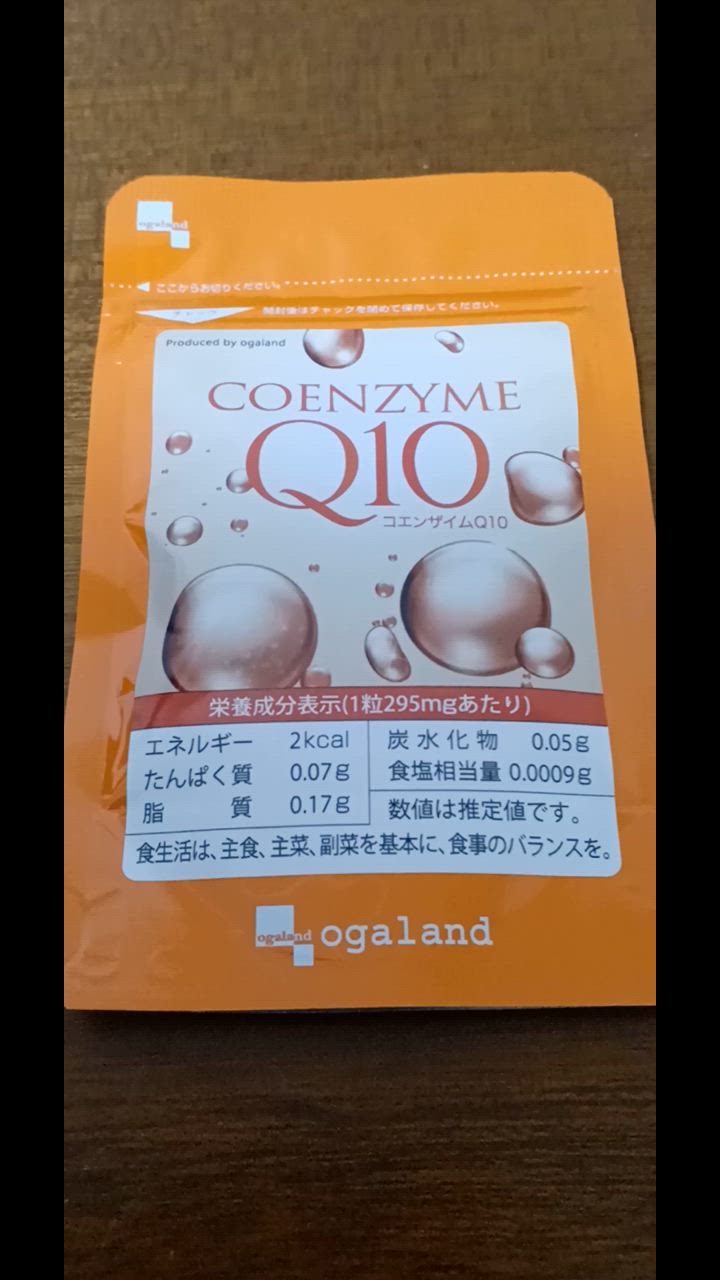 ogaland
ここからお切りください。
チャック
開封後はチャックを閉めて保存してください。
Produced by ogaland
COENZYME
Q10
コエンザイムQ10
栄養成分表示(1粒295mgあたり)
エネルギー 2kcal
たんぱく質 0.07g
脂 質 0.17g
炭水化物 0.05g
食塩相当量 0.0009g
数値は推定値です。
食生活は、主食、主菜、副菜を基本に、食事のバランスを。
ogaland ogaland